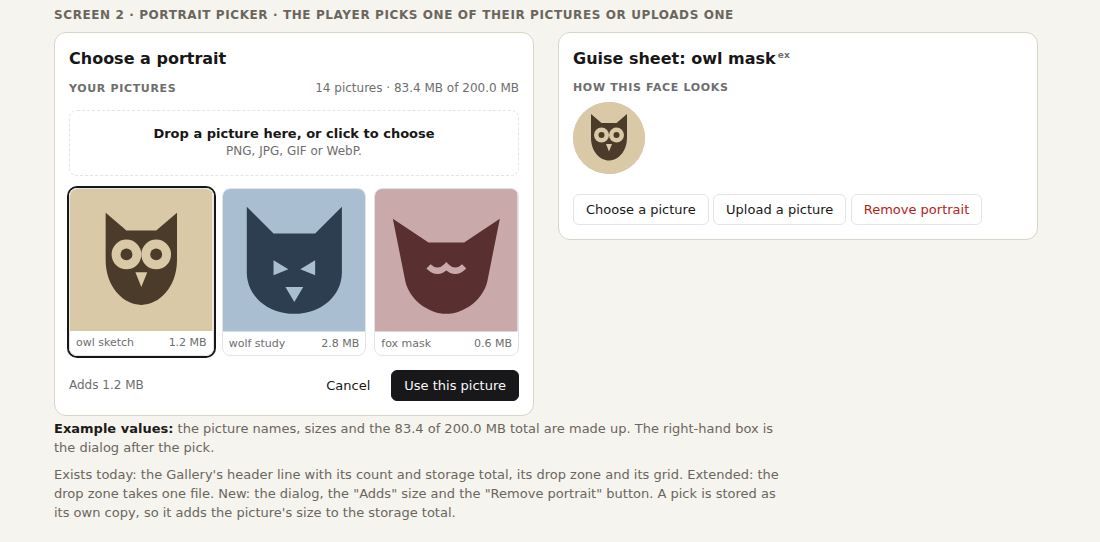 SCREEN 2 · PORTRAIT PICKER · THE PLAYER PICKS ONE OF THEIR PICTURES OR UPLOADS ONE
Choose a portrait
YOUR PICTURES
14 pictures · 83.4 MB of 200.0 MB
Drop a picture here, or click to choose
PNG, JPG, GIF or WebP.
owl sketch
1.2 MB
wolf study
2.8 MB
fox mask
0.6 MB
Adds 1.2 MB
Cancel
Use this picture
Guise sheet: owl mask ex
HOW THIS FACE LOOKS
Choose a picture
Upload a picture
Remove portrait
Example values: the picture names, sizes and the 83.4 of 200.0 MB total are made up. The right-hand box is
the dialog after the pick.
Exists today: the Gallery's header line with its count and storage total, its drop zone and its grid. Extended: the
drop zone takes one file. New: the dialog, the "Adds" size and the "Remove portrait" button. A pick is stored as
its own copy, so it adds the picture's size to the storage total.